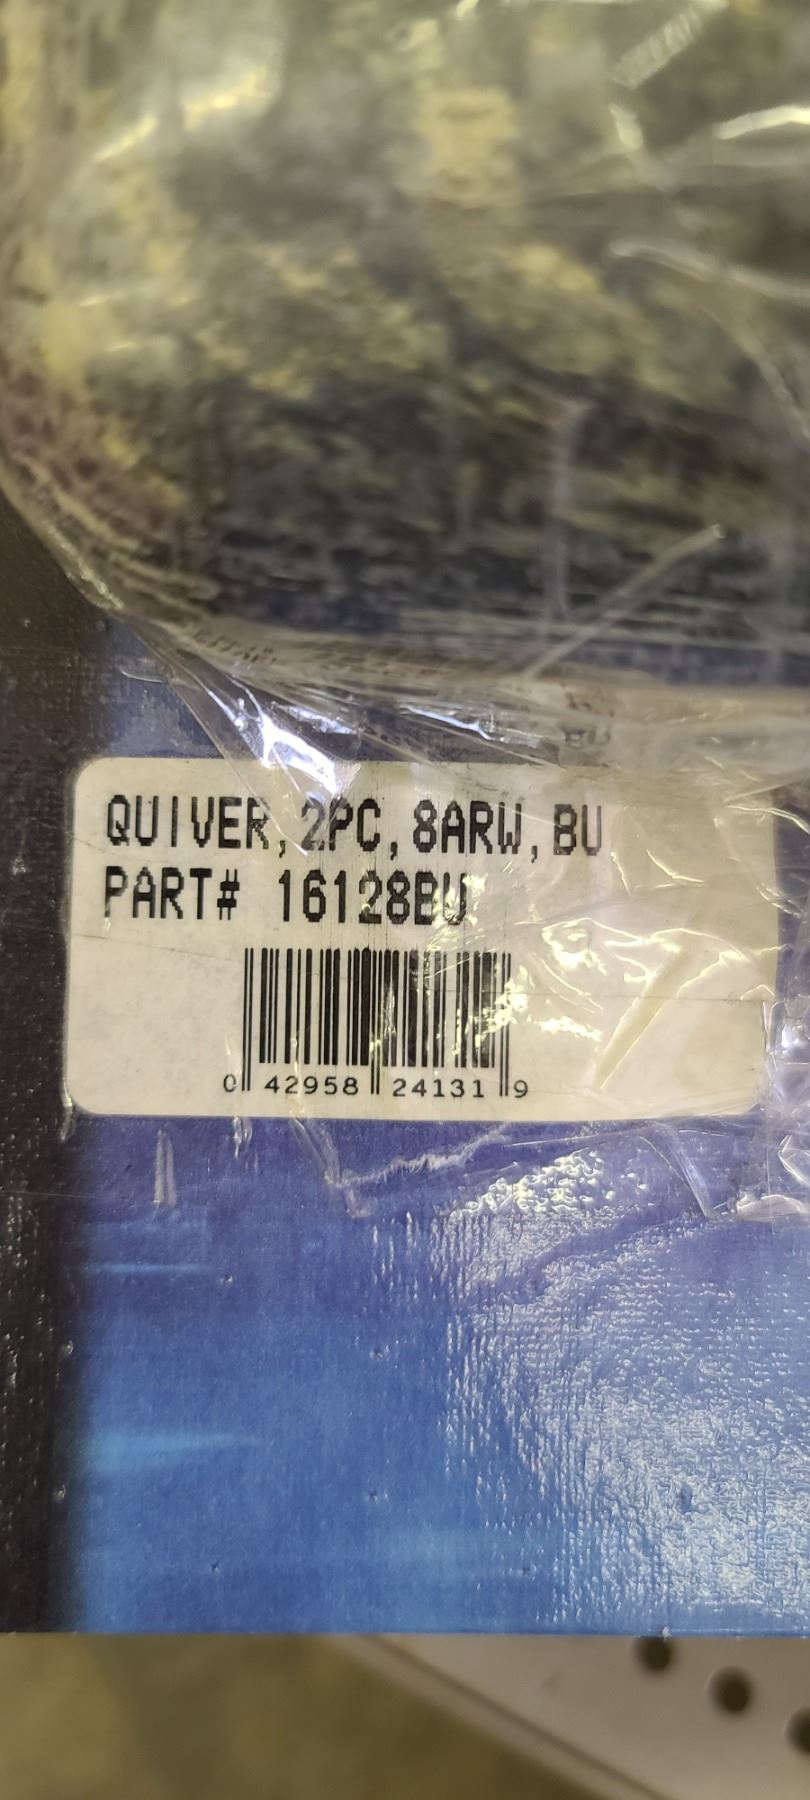 QUIVER, 2PC, 8ARW, BU
PART# 16128BU
0 42958 24131 9